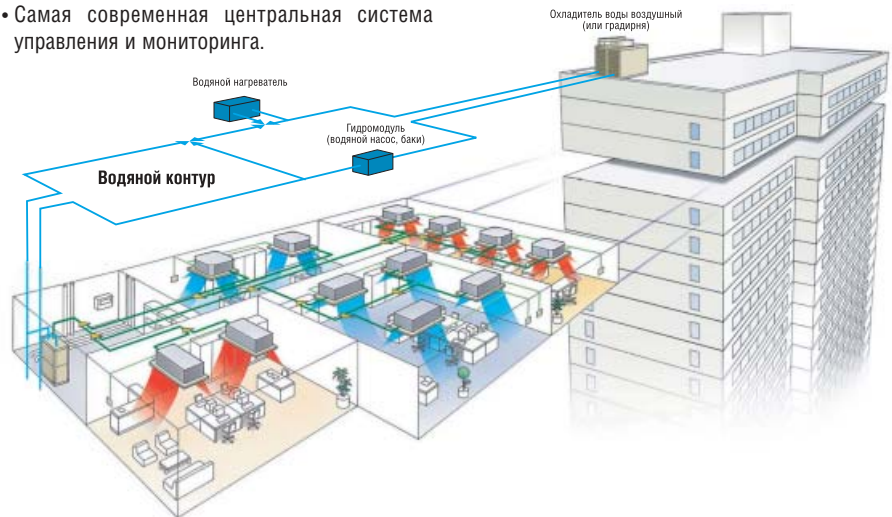 • Самая современная центральная система
управления и мониторинга.
Охладитель воды воздушный
(или градирня)
Водяной нагреватель
Гидромодуль
(водяной насос, баки)
Водяной контур